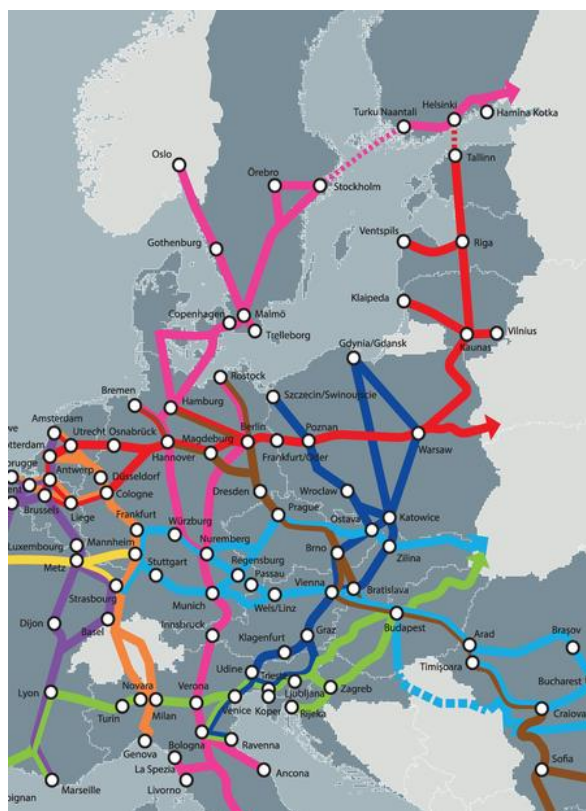 Helsinki
Turku Naantali
Hamina Kotka
Tallinn
Oslo
Örebro
Stockholm
Ventspils
Riga
Gothenburg
Klaipeda
Copenhagen
Malmö
Trelleborg
Vilnius
Kaunas
Gdynia/Gdansk
Rostock
Bremen
Szczecin/Swinoujscie
Hamburg
Amsterdam
Utrecht
Osnabrück
Magdeburg
Berlin
Poznan
Warsaw
Hannover
Frankfurt/Oder
Antwerp
Düsseldorf
Cologne
Dresden
Wroclaw
Brussels
Liege
Frankfurt
Prague
Katowice
Würzburg
Ostava
Luxembourg
Mannheim
Nuremberg
Brno
Zilina
Metz
Stuttgart
Regensburg
Passau
Strasbourg
Vienna
Bratislava
Munich
Wels/Linz
Dijon
Basel
Budapest
Innsbruck
Klagenfurt
Graz
Arad
Brașov
Udine
Timișoara
Trieste
Lyon
Novara
Verona
Ljubljana
Zagreb
Bucharest
Turin
Milan
Venice
Koper
Rijeka
Craiova
Bologna
Ravenna
Genova
La Spezia
Ancona
Sofia
Livorno
Marseille